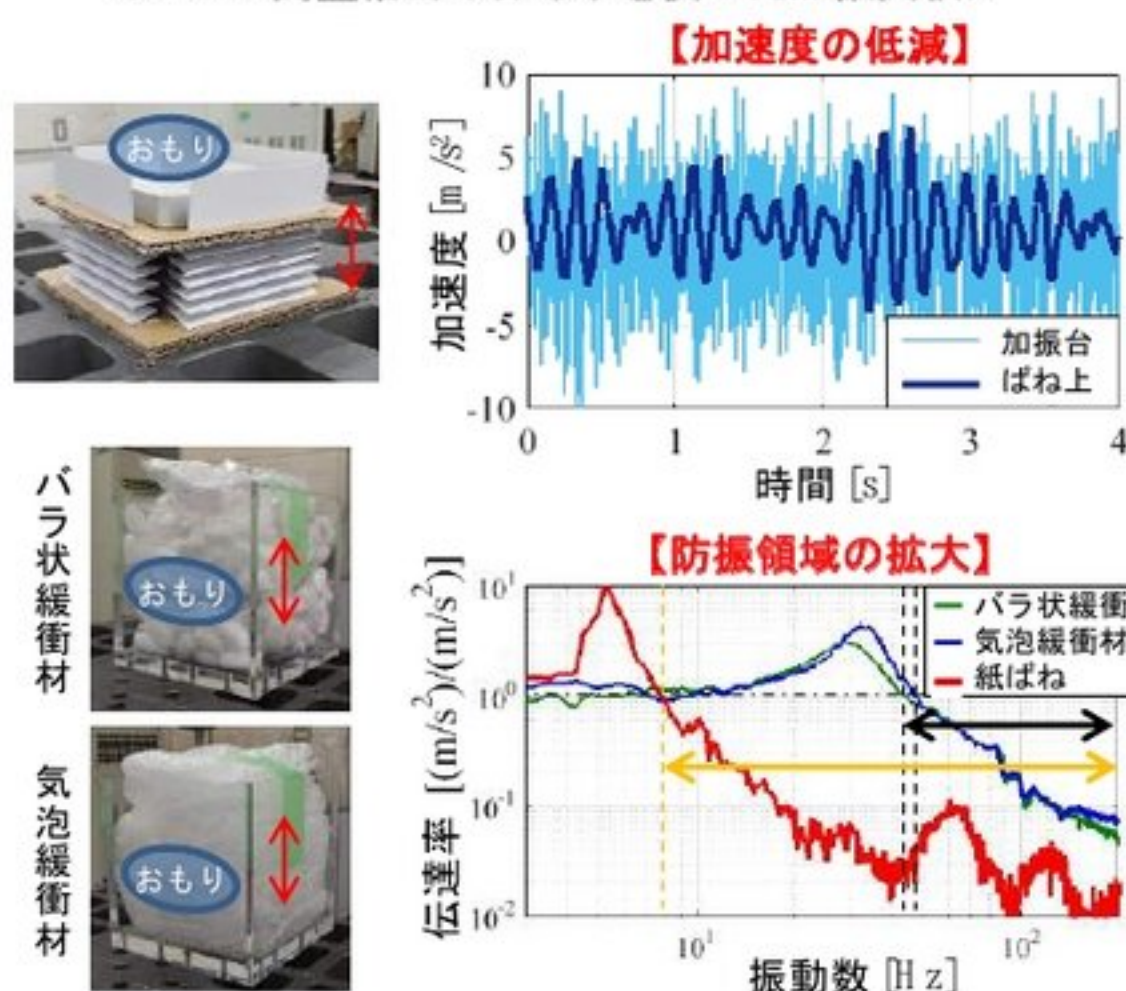 【加速度の低減】
おもり
加速度 [m/s²]
10
5
0
-5
-10
加振台
ばね上
0 1 2 3 4
時間 [s]
バラ状緩衝材
おもり
気泡緩衝材
おもり
【防振領域の拡大】
伝達率 [(m/s²)/(m/s²)]
10¹
10⁰
10⁻¹
10⁻²
バラ状緩衝
気泡緩衝材
紙ばね
10¹ 10²
振動数 [Hz]